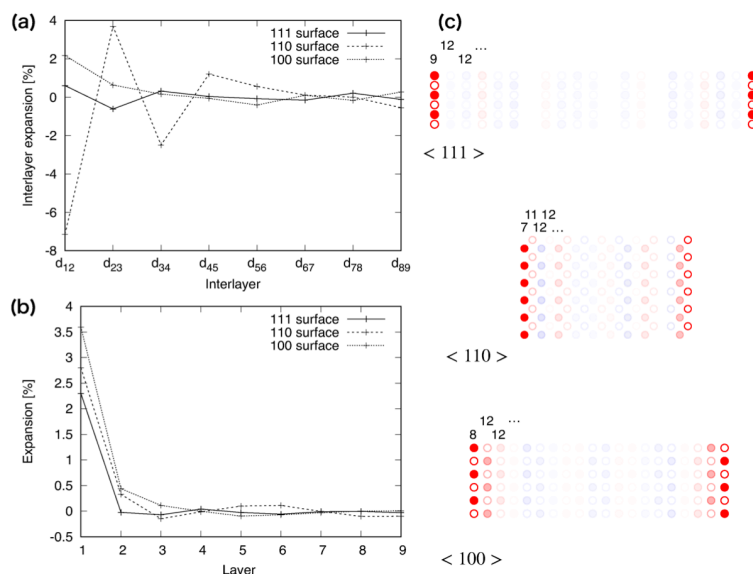 (a)
4
2
0
-2
-4
-6
-8
Interlayer expansion [%]
111 surface
110 surface
100 surface
d12 d23 d34 d45 d56 d67 d78 d89
Interlayer
(b)
4
3.5
3
2.5
2
1.5
1
0.5
0
-0.5
Expansion [%]
111 surface
110 surface
100 surface
1 2 3 4 5 6 7 8 9
Layer
(c)
12 ...
9 12
< 111 >
11 12
7 12 ...
< 110 >
12 ...
8 12
< 100 >